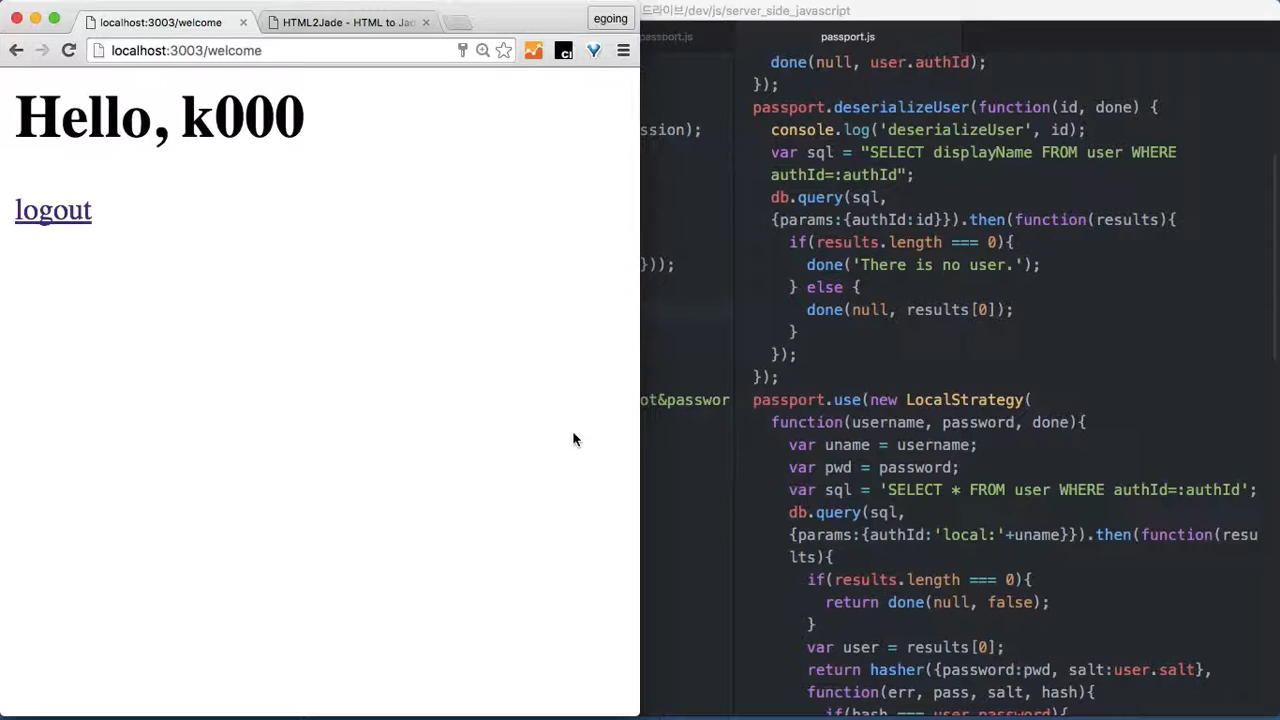 localhost:3003/welcome
HTML2Jade - HTML to Jad
egoing
localhost:3003/welcome
Hello, k000
logout
드라이브/dev/js/server_side_javascript
passport.js
passport.js
ssion);
}));
ot&passwor
done(null, user.authId);
});
passport.deserializeUser(function(id, done) {
console.log('deserializeUser', id);
var sql = "SELECT displayName FROM user WHERE
authId=:authId";
db.query(sql,
{params:{authId:id}}).then(function(results){
if(results.length === 0){
done('There is no user.');
} else {
done(null, results[0]);
}
});
});
passport.use(new LocalStrategy(
function(username, password, done){
var uname = username;
var pwd = password;
var sql = 'SELECT * FROM user WHERE authId=:authId';
db.query(sql,
{params:{authId:'local:'+uname}}).then(function(resu
lts){
if(results.length === 0){
return done(null, false);
}
var user = results[0];
return hasher({password:pwd, salt:user.salt},
function(err, pass, salt, hash){
if(hash === user.password){